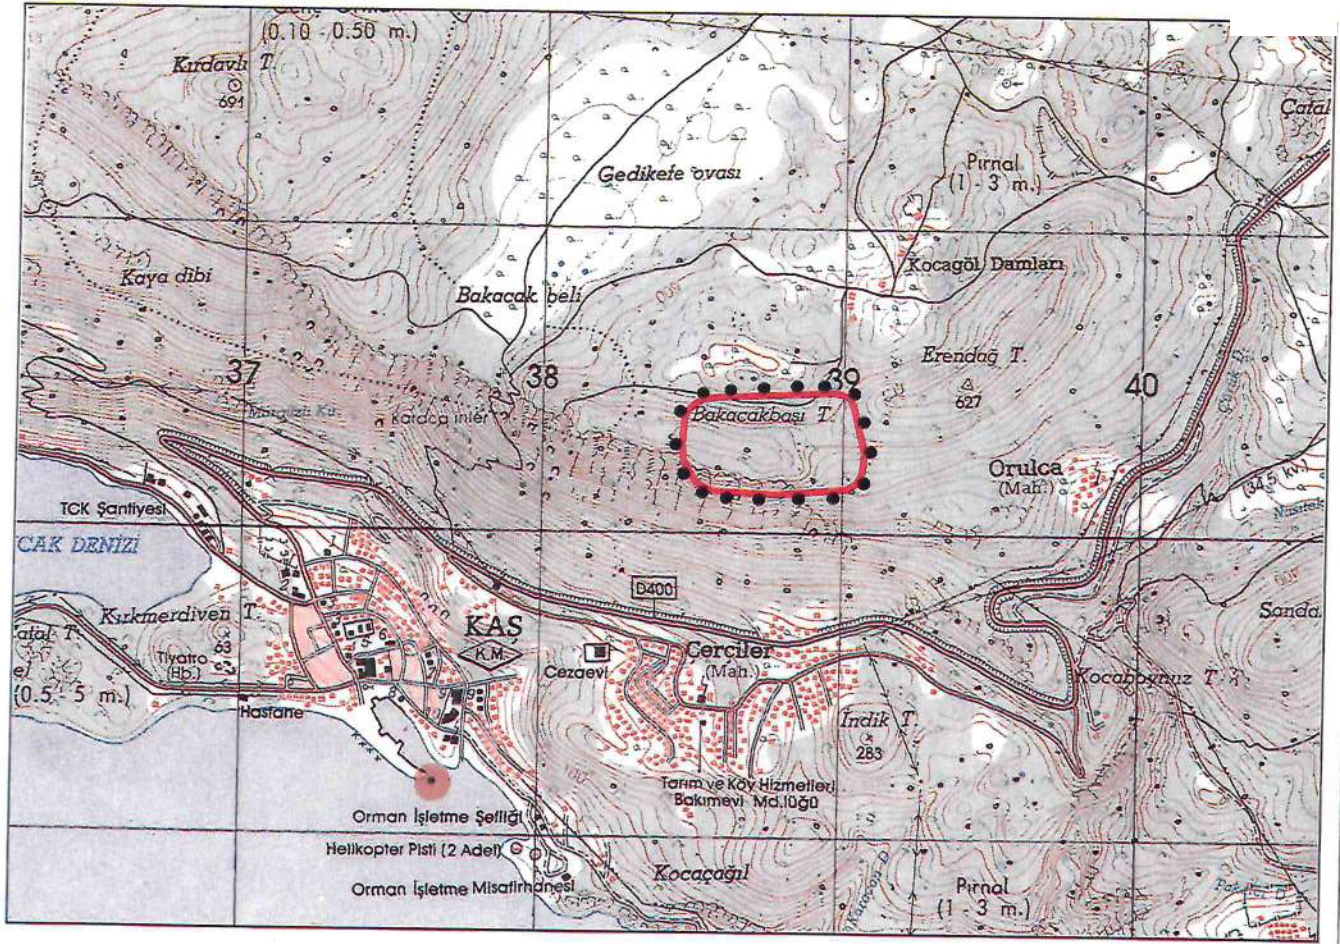 (0.10 - 0.50 m.)
Kırdavlı T.
691
Çatal
Gedikefe ovası
Pırnal
(1 - 3 m.)
Kaya dibi
Bakacak beli
Kocagöl Damları
Erendağ T.
627
37
38
39
40
Karaca inler
Bakacakbaşı T.
Orulca
(Mah.)
(34,5 kv)
TCK Şantiyesi
CAK DENİZİ
D400
Kırkmerdiven T.
63
KAŞ
K.M.
Cerciler
(Mah.)
Cezaevi
Sanda
atal T.
e)
Tiyatro
(Hb.)
(0.5 - 5 m.)
Hastane
Kocaboynuz T.
İndik T.
283
Tarım ve Köy Hizmetleri
Bakımevi Md.lüğü
Orman İşletme Şefliği
Helikopter Pisti (2 Adet)
Orman İşletme Misafirhanesi
Kocaçağıl
Pırnal
(1 - 3 m.)